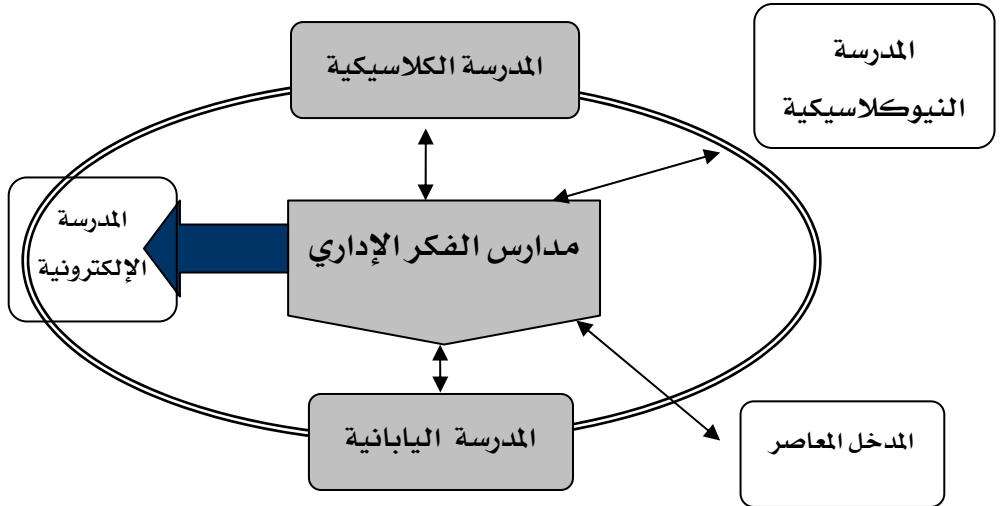 المدرسة الكلاسيكية
المدرسة
النيوكلاسيكية
مدارس الفكر الإداري
المدرسة
الإلكترونية
المدرسة اليابانية
المدخل المعاصر